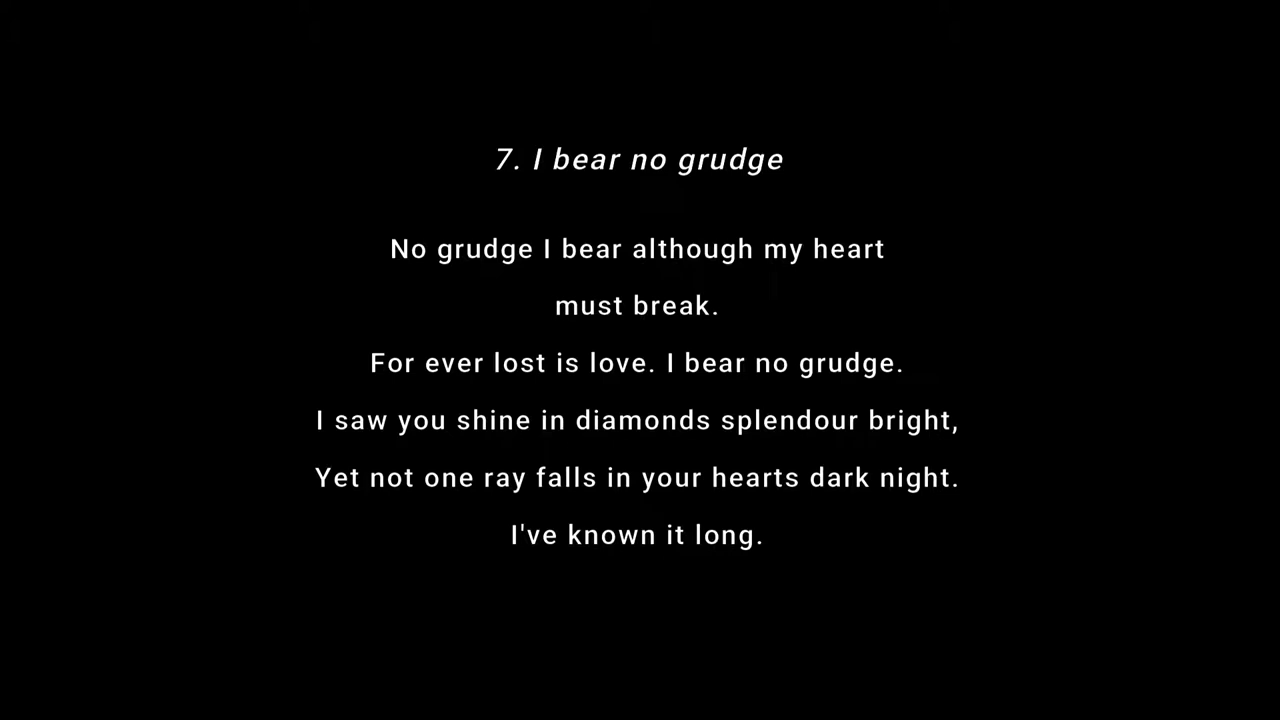 7. I bear no grudge
No grudge I bear although my heart
must break.
For ever lost is love. I bear no grudge.
I saw you shine in diamonds splendour bright,
Yet not one ray falls in your hearts dark night.
I've known it long.